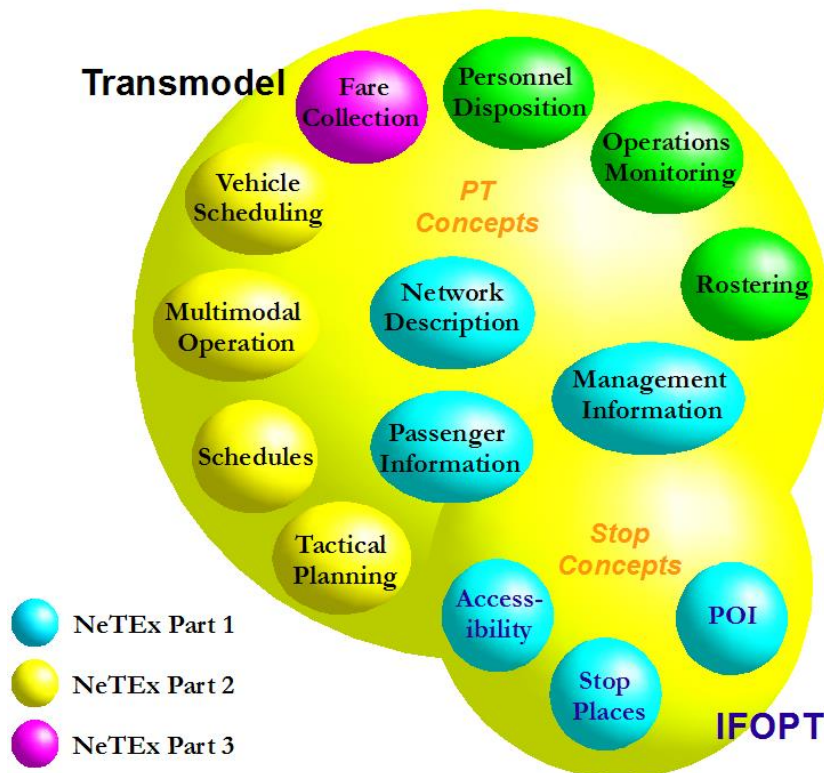 Transmodel
Fare
Collection
Personnel
Disposition
Operations
Monitoring
Vehicle
Scheduling
PT
Concepts
Rostering
Network
Description
Multimodal
Operation
Management
Information
Passenger
Information
Schedules
Tactical
Planning
Stop
Concepts
Access-
ibility
POI
Stop
Places
IFOPT
NeTEx Part 1
NeTEx Part 2
NeTEx Part 3